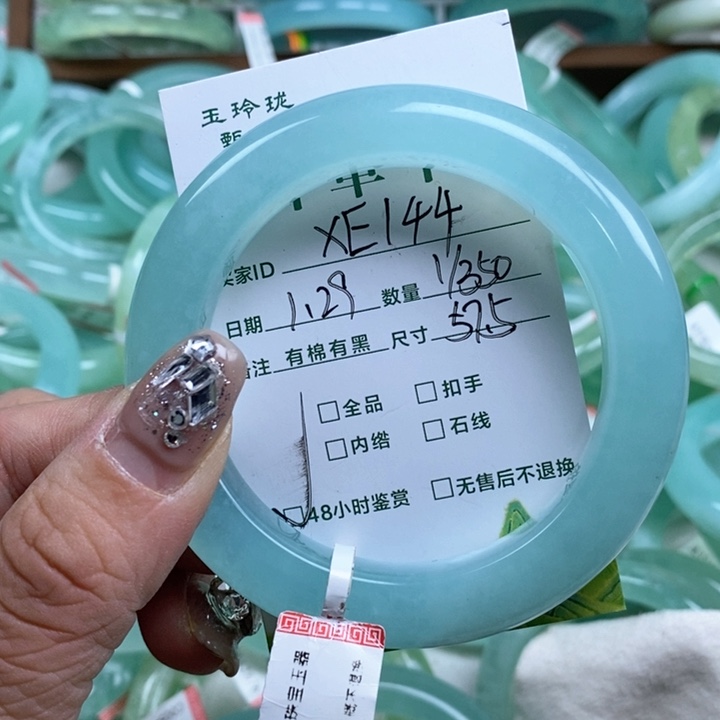 玉玲珑
甄
家ID XE144
日期 1.29 数量 1/350
注 有棉有黑 尺寸 57.5
□全品 □扣手
□内绺 □石线
□48小时鉴赏 □无售后不退换